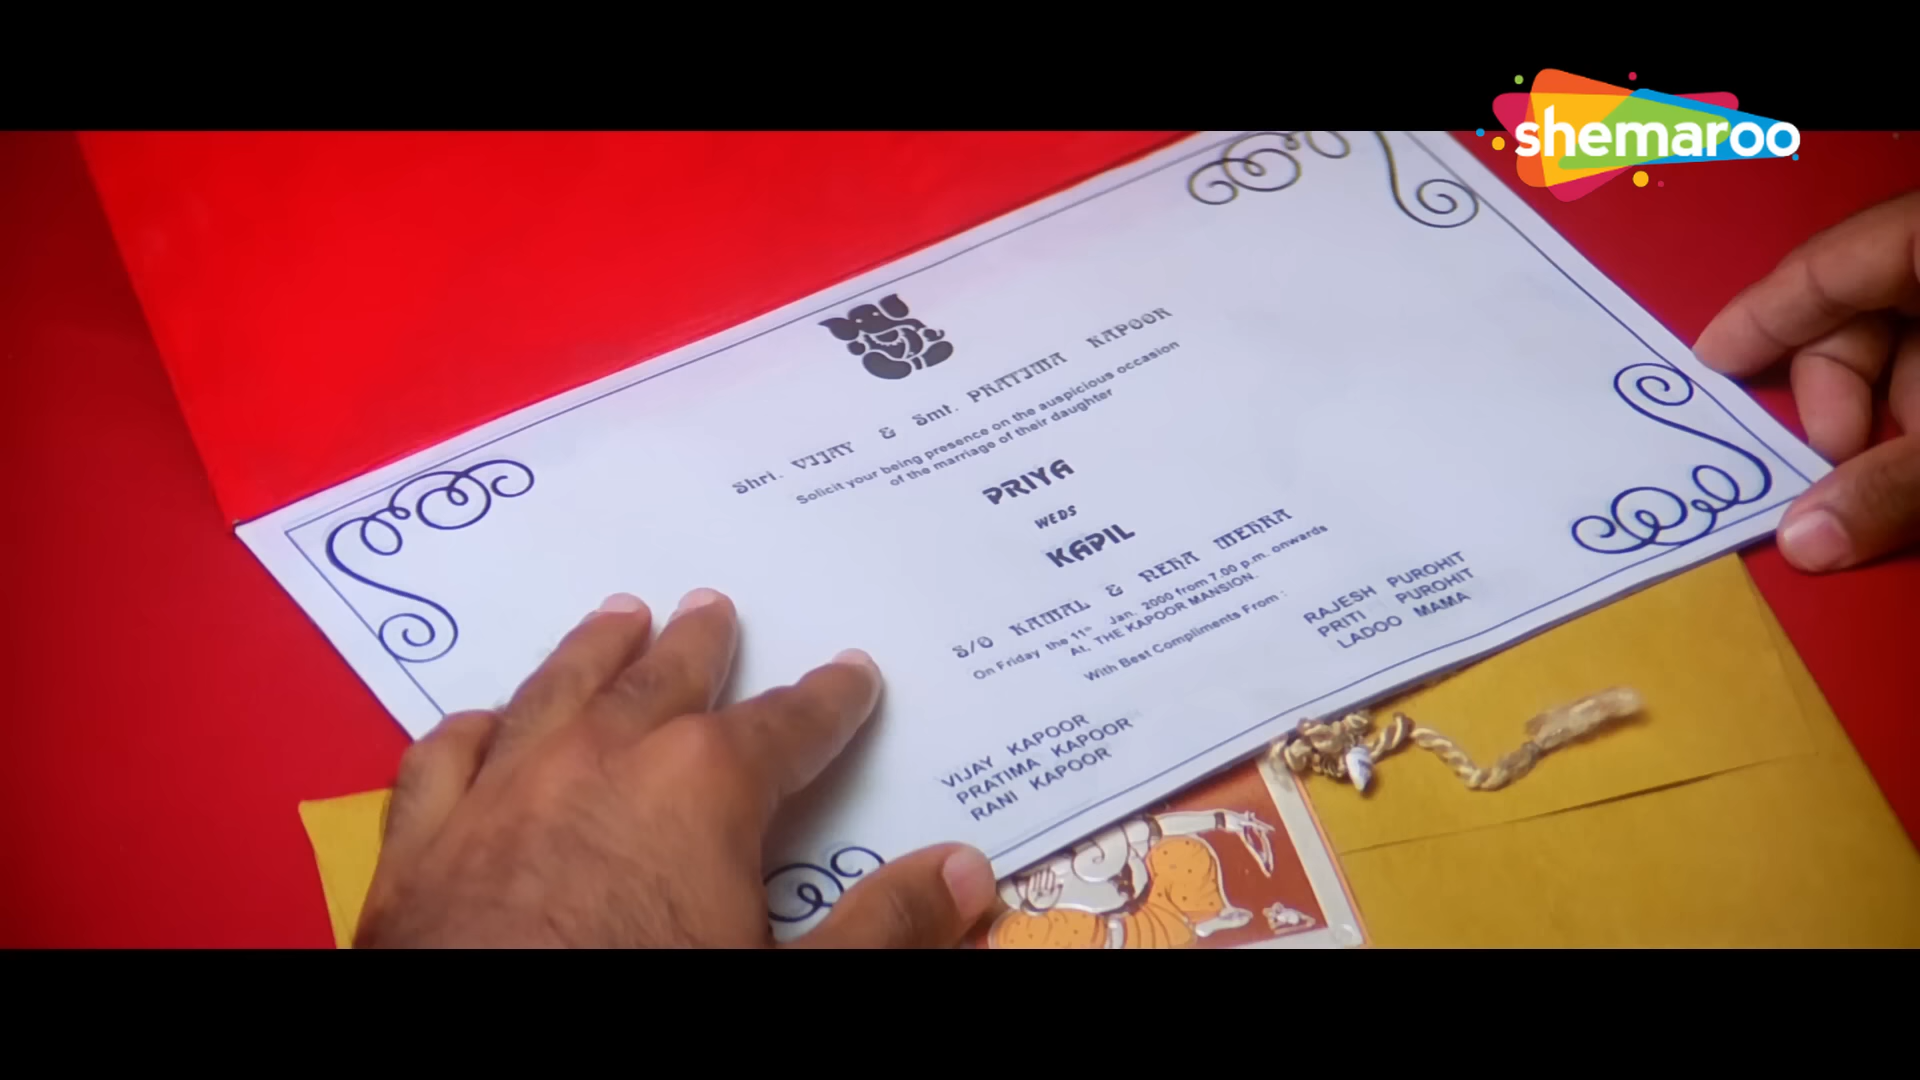 shemaroo
Shri. VIJAY & Smt. PRATIMA KAPOOR
Solicit your being presence on the auspicious occasion
of the marriage of their daughter
PRIYA
WEDS
KAPIL
S/O KAMAL & NEHA MEHRA
On Friday the 11th Jan. 2000 from 7.00 p.m. onwards
At, THE KAPOOR MANSION.
With Best Compliments From :
RAJESH PUROHIT
PRITI PUROHIT
LADOO MAMA
VIJAY KAPOOR
PRATIMA KAPOOR
RANI KAPOOR